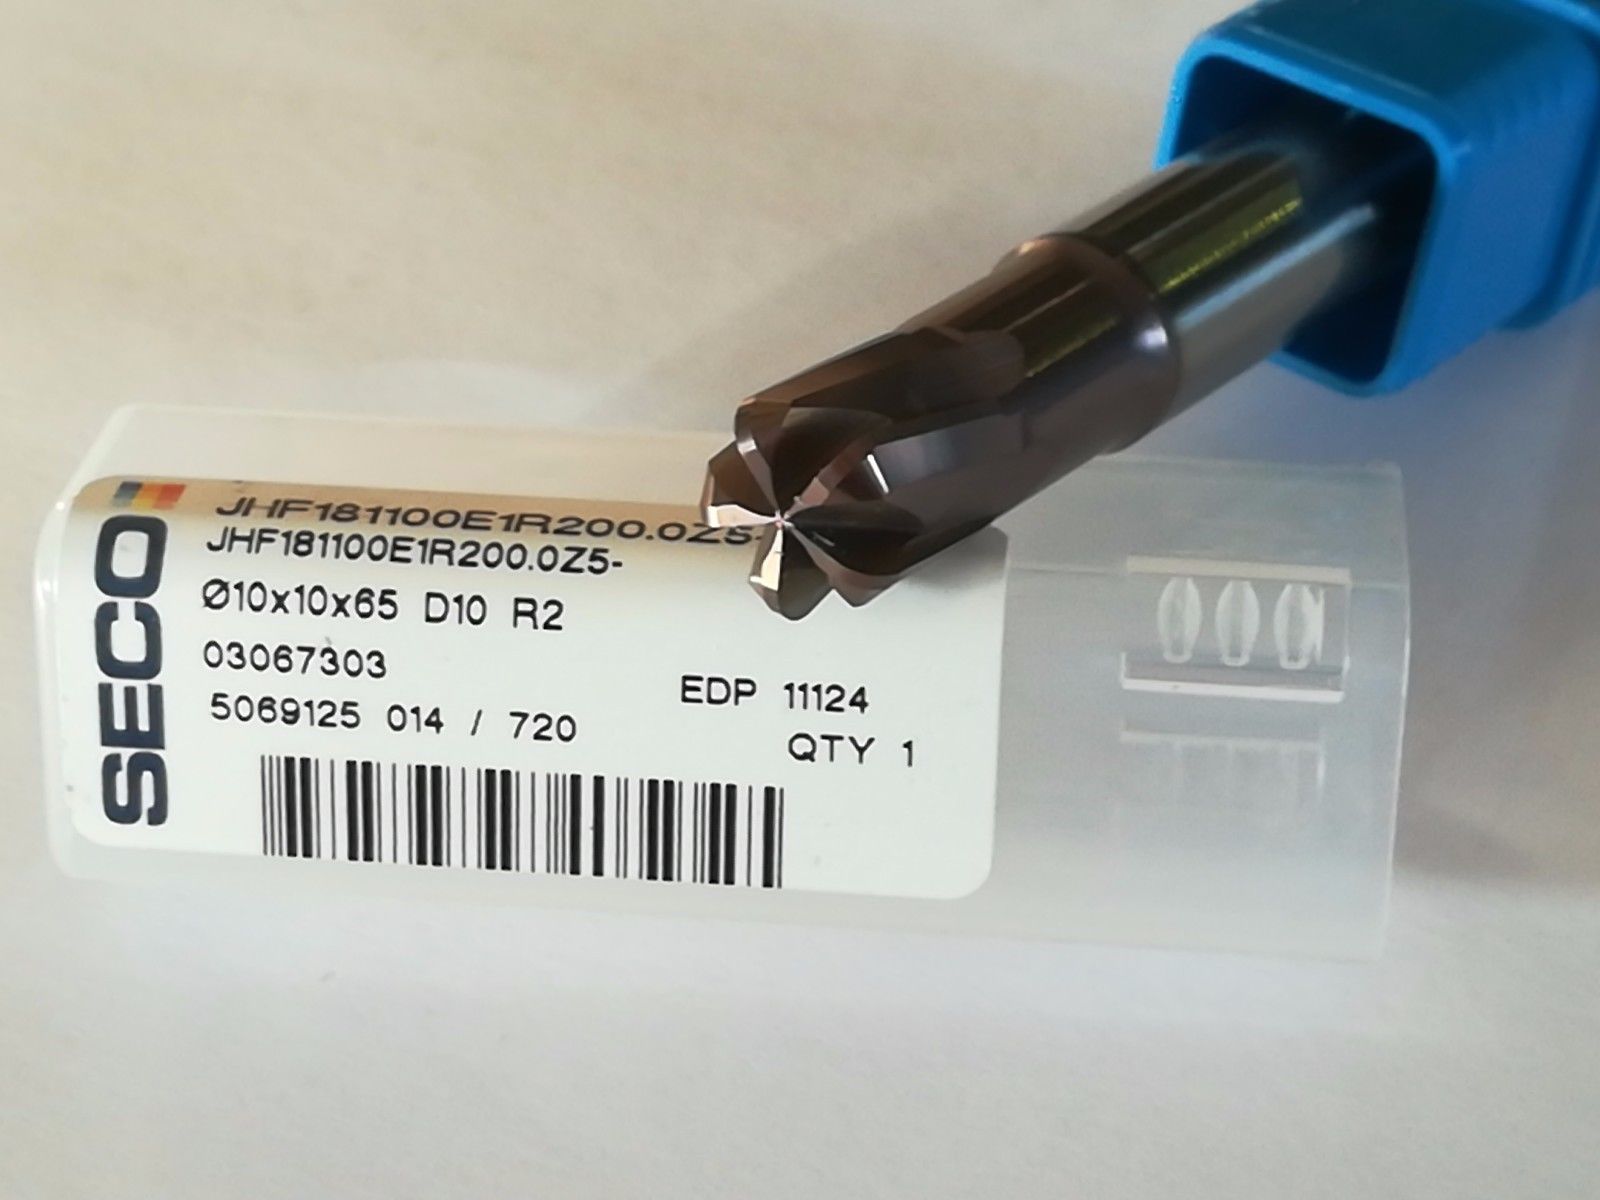 SECO
JHF181100E1R200.0Z5-
JHF181100E1R200.0Z5-
Ø10x10x65 D10 R2
03067303
EDP 11124
5069125 014 / 720
QTY 1